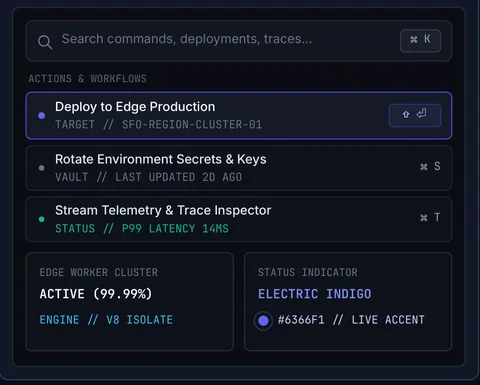 Search commands, deployments, traces...
⌘ K
ACTIONS & WORKFLOWS
Deploy to Edge Production
⇧ ⏎
TARGET // SFO-REGION-CLUSTER-01
Rotate Environment Secrets & Keys
⌘ S
VAULT // LAST UPDATED 2D AGO
Stream Telemetry & Trace Inspector
⌘ T
STATUS // P99 LATENCY 14MS
EDGE WORKER CLUSTER
ACTIVE (99.99%)
ENGINE // V8 ISOLATE
STATUS INDICATOR
ELECTRIC INDIGO
#6366F1 // LIVE ACCENT